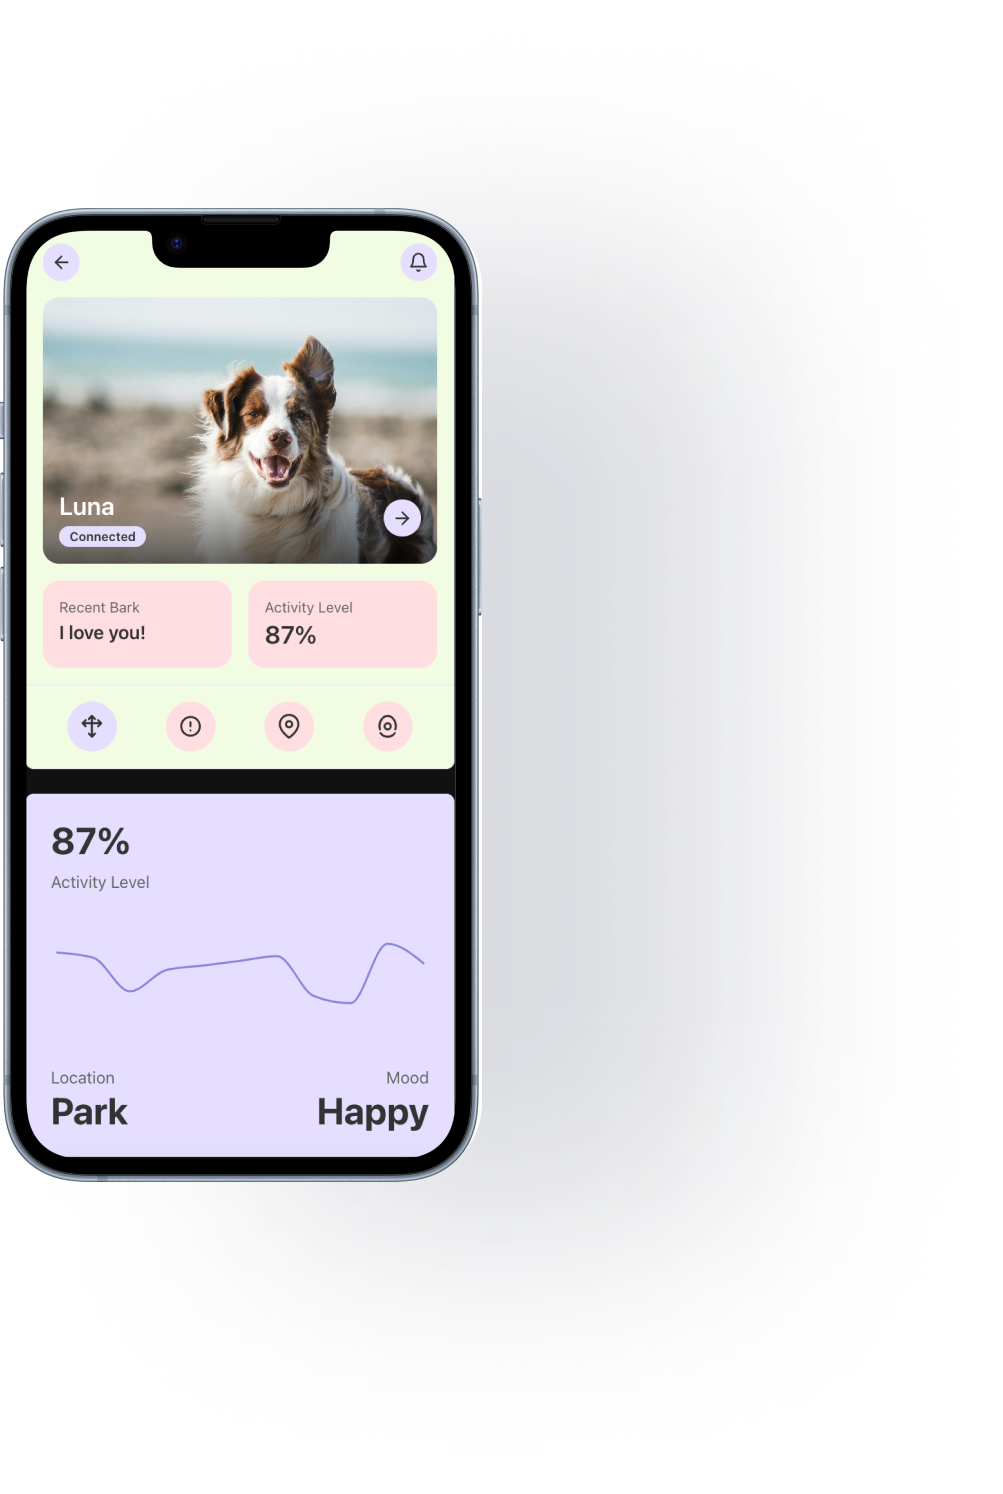 Luna
Connected
Recent Bark
I love you!
Activity Level
87%
87%
Activity Level
Location
Park
Mood
Happy